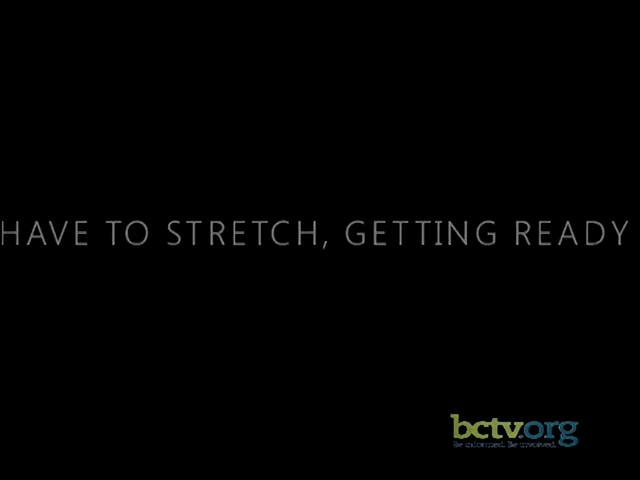 HAVE TO STRETCH, GETTING READY
bctv.org
Be informed. Be involved.